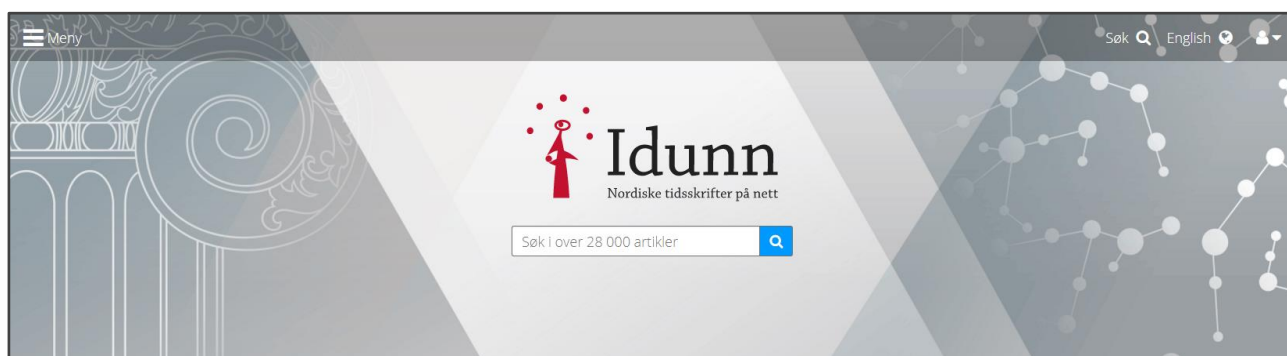 Meny
Søk English
Idunn
Nordiske tidsskrifter på nett
Søk i over 28 000 artikler